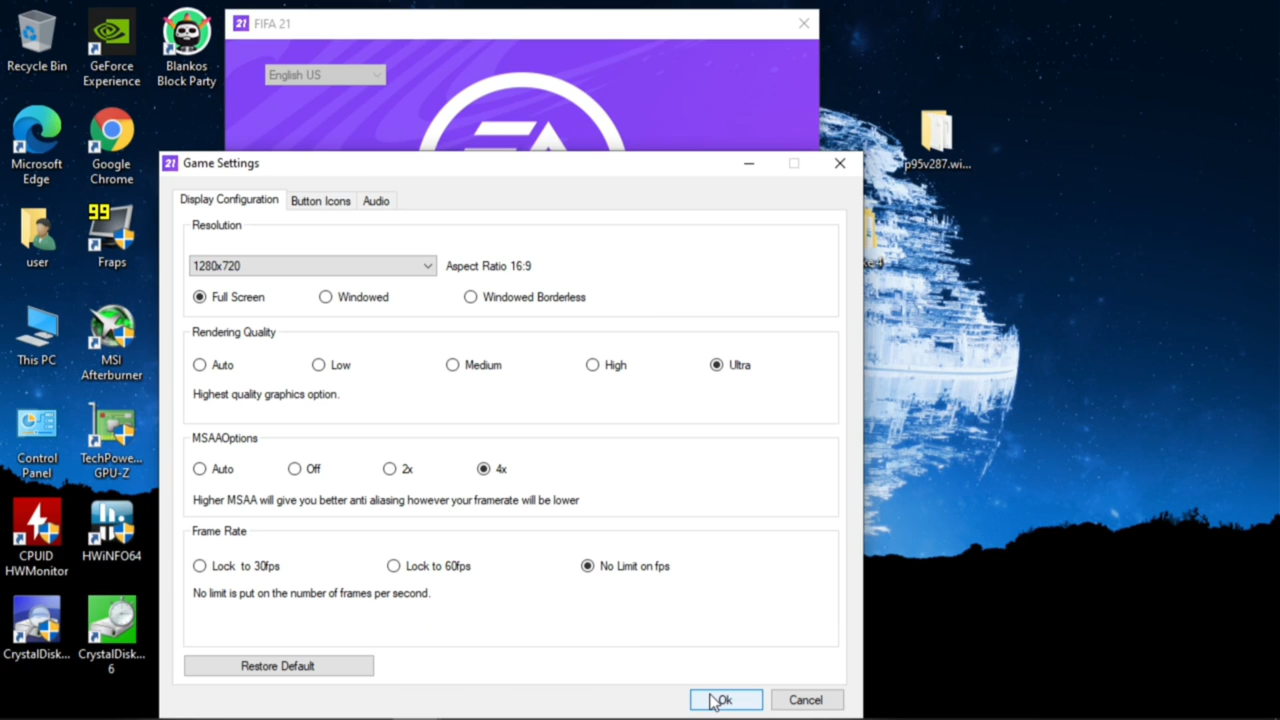 Recycle Bin
GeForce
Experience
Blankos
Block Party
Microsoft
Edge
Google
Chrome
user
99
Fraps
This PC
MSI
Afterburner
Control
Panel
TechPowe...
GPU-Z
CPUID
HWMonitor
HWiNFO64
CrystalDisk...
CrystalDisk...
6
21 FIFA 21
English US
EA
p95v287.wi...
21 Game Settings
Display Configuration Button Icons Audio
Resolution
1280x720 Aspect Ratio 16:9
Full Screen Windowed Windowed Borderless
Rendering Quality
Auto Low Medium High Ultra
Highest quality graphics option.
MSAAOptions
Auto Off 2x 4x
Higher MSAA will give you better anti aliasing however your framerate will be lower
Frame Rate
Lock to 30fps Lock to 60fps No Limit on fps
No limit is put on the number of frames per second.
Restore Default
Ok Cancel